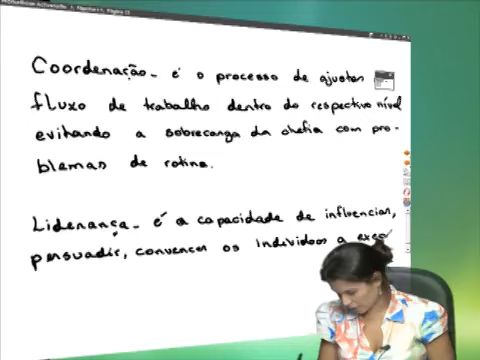 Coordenação - é o processo de ajustar
fluxo de trabalho dentro do respectivo nível
evitando a sobrecarga da chefia com pro-
blemas de rotina.
Liderança - é a capacidade de influenciar,
persuadir, convencer os indivíduos a exec